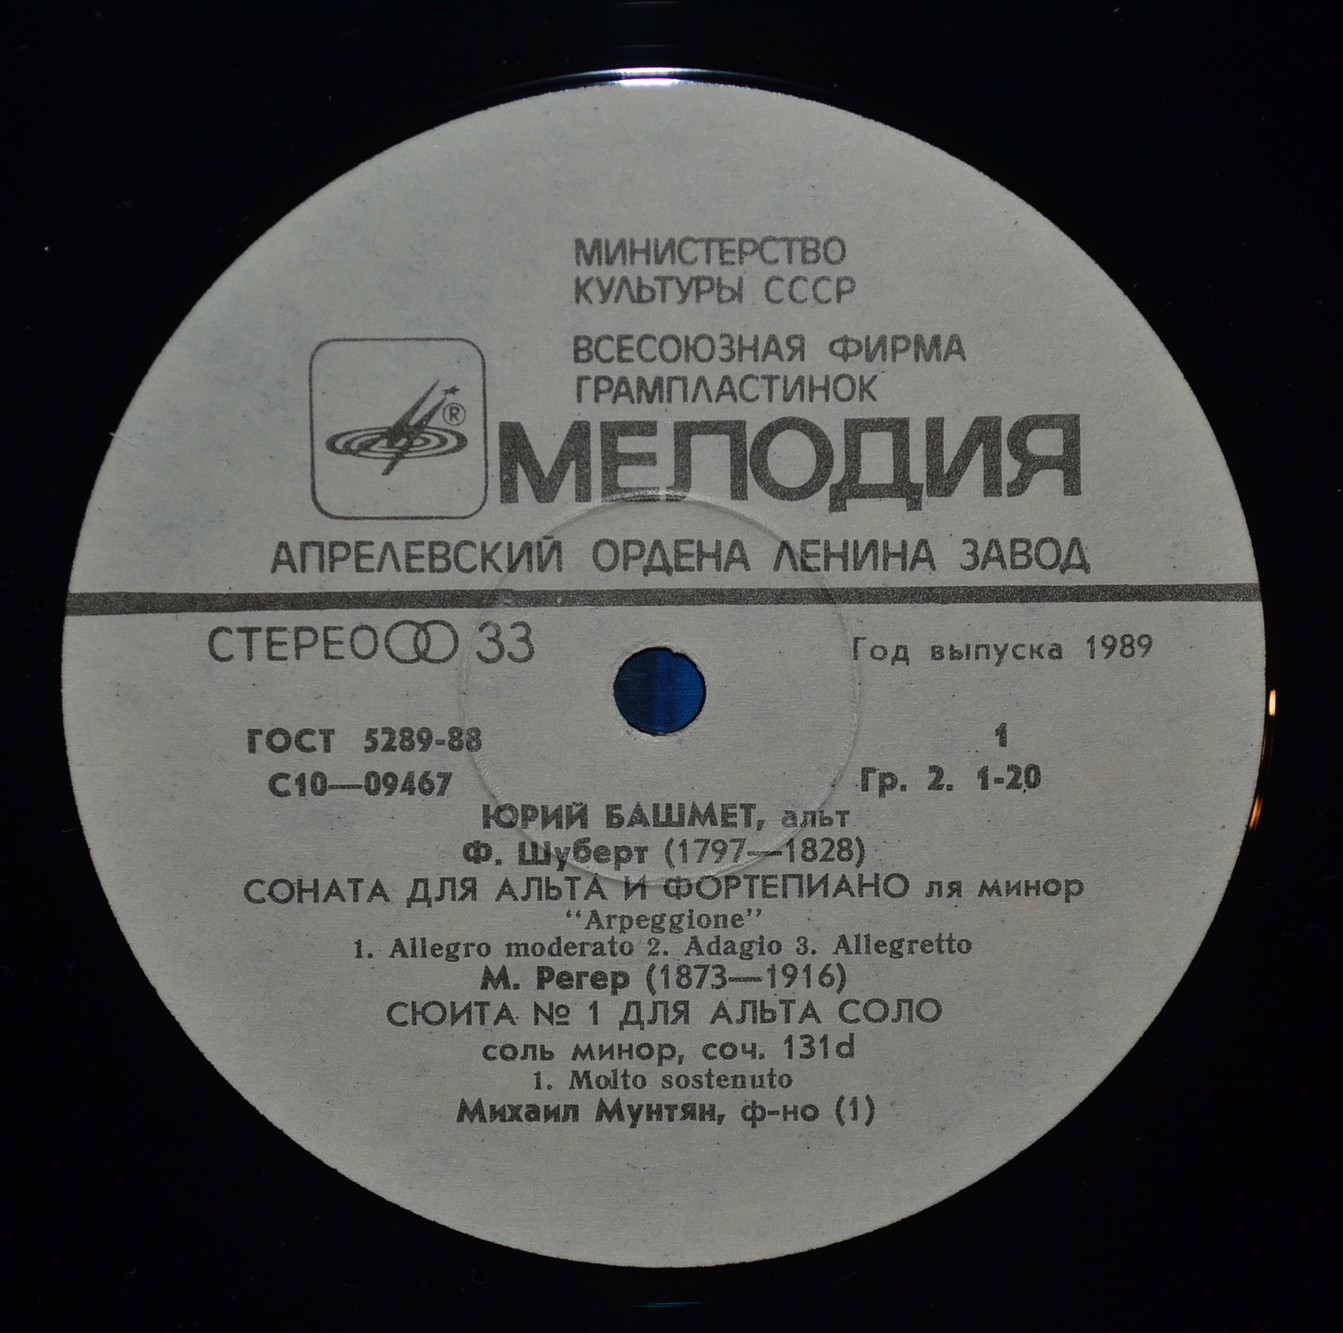 МИНИСТЕРСТВО
КУЛЬТУРЫ СССР
ВСЕСОЮЗНАЯ ФИРМА
ГРАМПЛАСТИНОК
®
МЕЛОДИЯ
АПРЕЛЕВСКИЙ ОРДЕНА ЛЕНИНА ЗАВОД
СТЕРЕО 33
Год выпуска 1989
ГОСТ 5289-88
1
С10—09467
Гр. 2. 1-20
ЮРИЙ БАШМЕТ, альт
Ф. Шуберт (1797—1828)
СОНАТА ДЛЯ АЛЬТА И ФОРТЕПИАНО ля минор
“Arpeggione”
1. Allegro moderato 2. Adagio 3. Allegretto
М. Регер (1873—1916)
СЮИТА № 1 ДЛЯ АЛЬТА СОЛО
соль минор, соч. 131d
1. Molto sostenuto
Михаил Мунтян, ф-но (1)